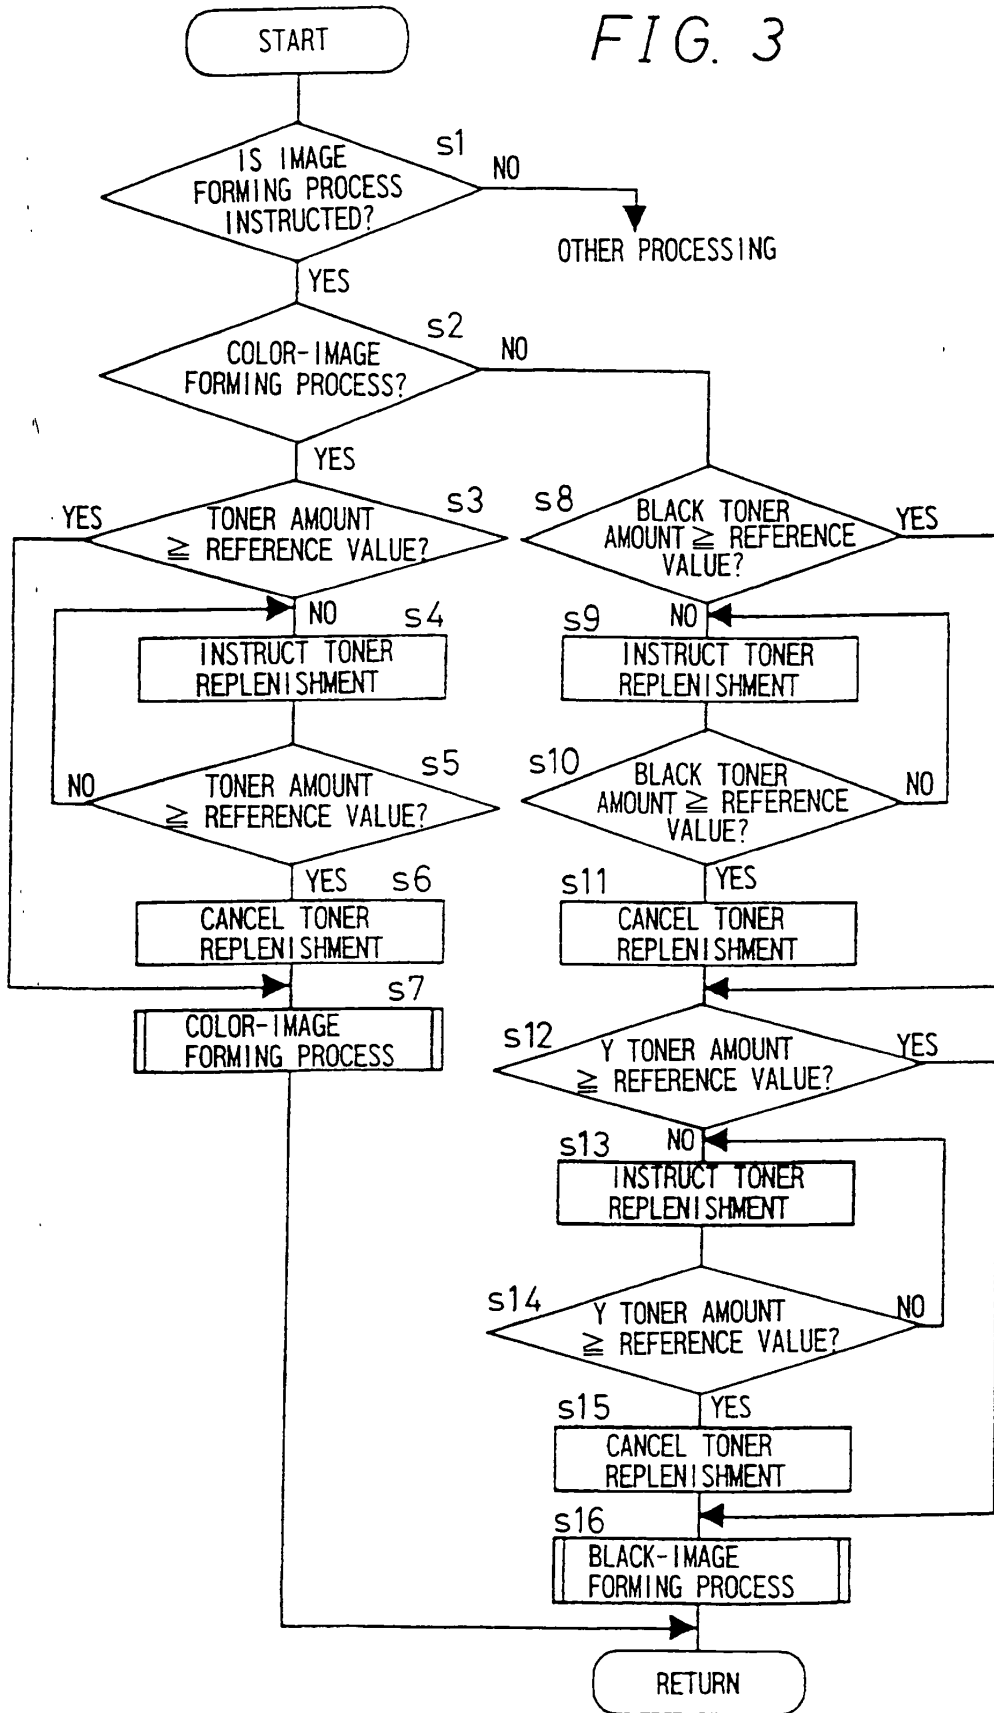 FIG. 3
START
s1
IS IMAGE
FORMING PROCESS
INSTRUCTED?
NO
OTHER PROCESSING
YES
s2
COLOR-IMAGE
FORMING PROCESS?
NO
YES
s3
TONER AMOUNT
≧ REFERENCE VALUE?
YES
NO
s4
INSTRUCT TONER
REPLENISHMENT
s5
TONER AMOUNT
≧ REFERENCE VALUE?
NO
YES
s6
CANCEL TONER
REPLENISHMENT
s7
COLOR-IMAGE
FORMING PROCESS
s8
BLACK TONER
AMOUNT ≧ REFERENCE
VALUE?
YES
NO
s9
INSTRUCT TONER
REPLENISHMENT
s10
BLACK TONER
AMOUNT ≧ REFERENCE
VALUE?
NO
YES
s11
CANCEL TONER
REPLENISHMENT
s12
Y TONER AMOUNT
≧ REFERENCE VALUE?
YES
NO
s13
INSTRUCT TONER
REPLENISHMENT
s14
Y TONER AMOUNT
≧ REFERENCE VALUE?
NO
YES
s15
CANCEL TONER
REPLENISHMENT
s16
BLACK-IMAGE
FORMING PROCESS
RETURN